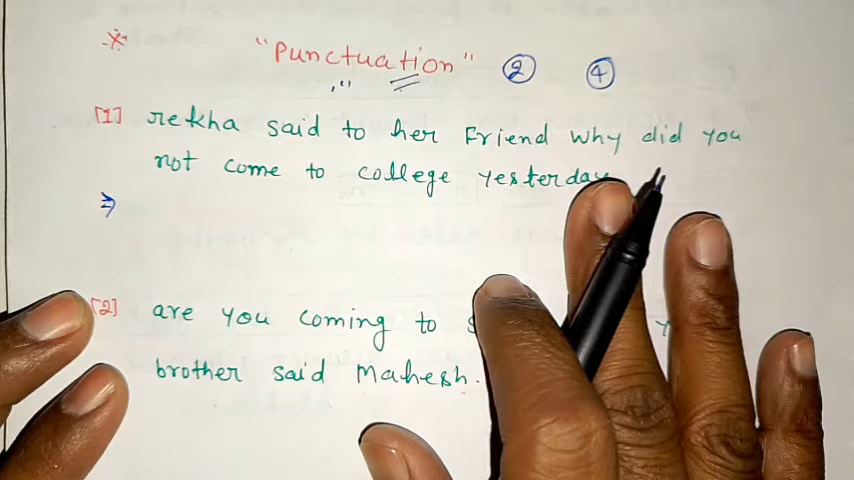 * "Punctuation" ② ④
, " "
[1] rekha said to her Friend why did you
not come to college yesterday
⇒
[2] are you coming to
brother said Mahesh.